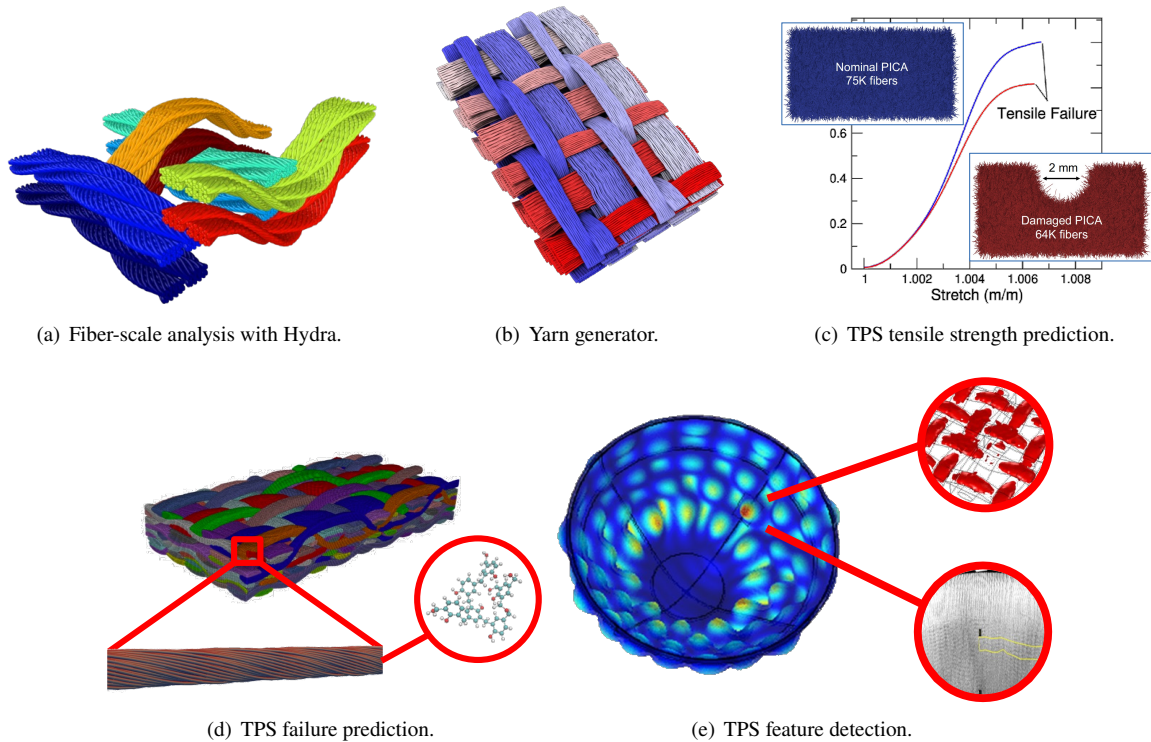 Nominal PICA
75K fibers
Tensile Failure
2 mm
Damaged PICA
64K fibers
0.6
0.4
0.2
0
1
1.002
1.004
1.006
1.008
Stretch (m/m)
(a) Fiber-scale analysis with Hydra.
(b) Yarn generator.
(c) TPS tensile strength prediction.
(d) TPS failure prediction.
(e) TPS feature detection.